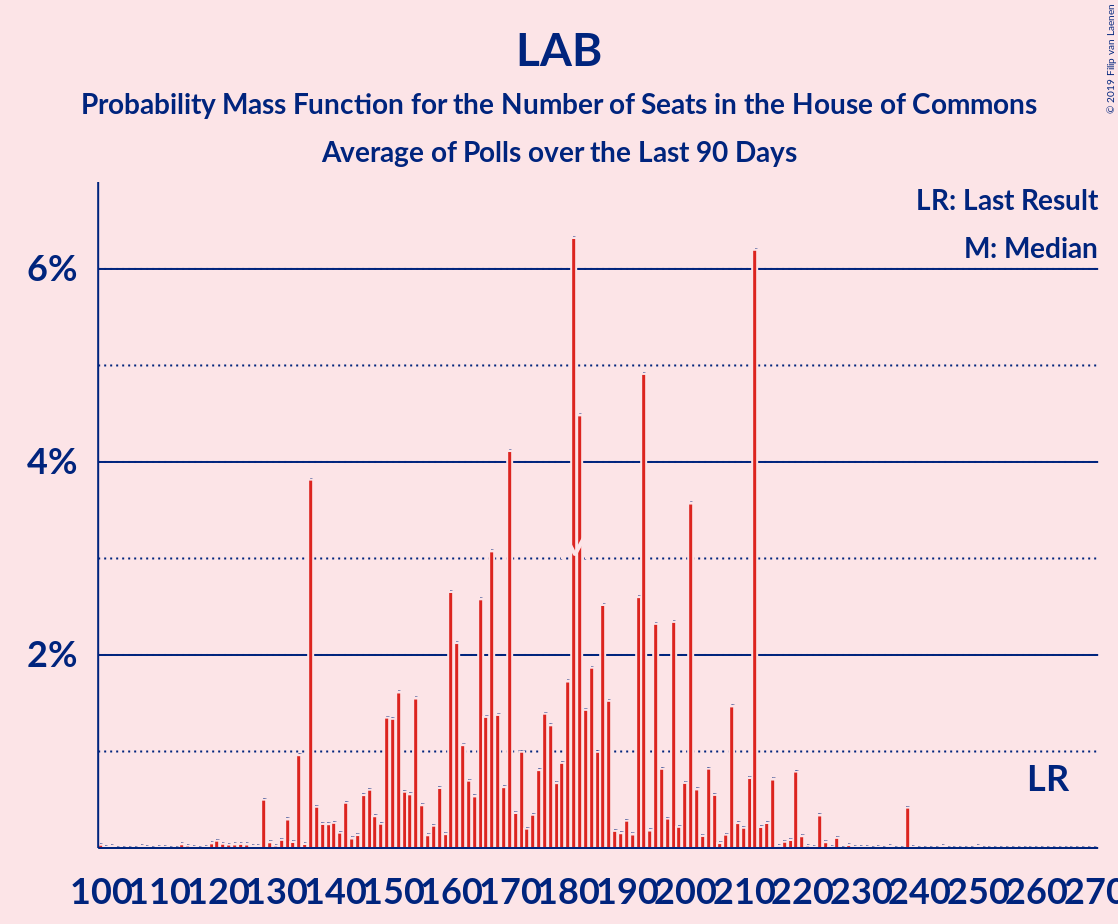 LAB
Probability Mass Function for the Number of Seats in the House of Commons
Average of Polls over the Last 90 Days
© 2019 Filip van Laenen
LR: Last Result
M: Median
6%
4%
2%
LR
100 110 120 130 140 150 160 170 180 190 200 210 220 230 240 250 260 270